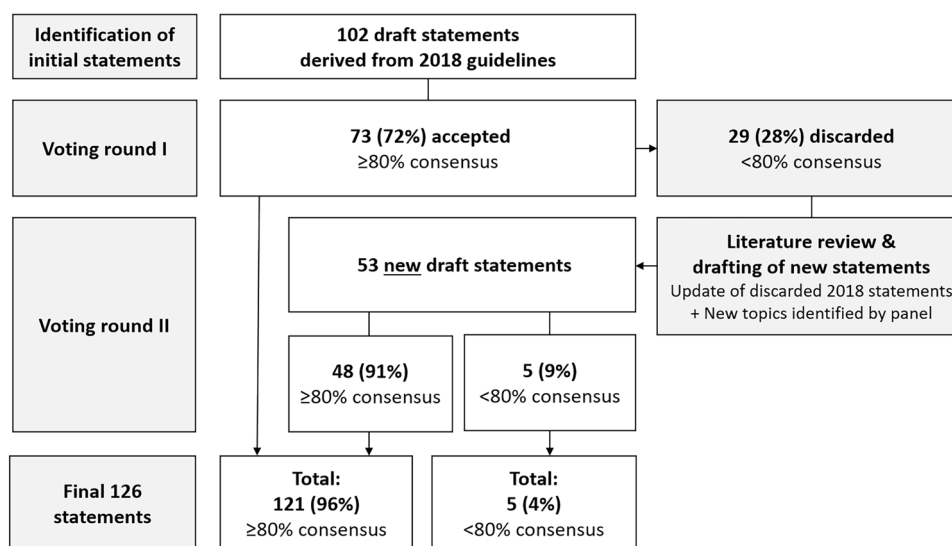 Identification of
initial statements
102 draft statements
derived from 2018 guidelines
Voting round I
73 (72%) accepted
≥80% consensus
29 (28%) discarded
<80% consensus
Voting round II
53 new draft statements
Literature review &
drafting of new statements
Update of discarded 2018 statements
+ New topics identified by panel
48 (91%)
≥80% consensus
5 (9%)
<80% consensus
Final 126
statements
Total:
121 (96%)
≥80% consensus
Total:
5 (4%)
<80% consensus